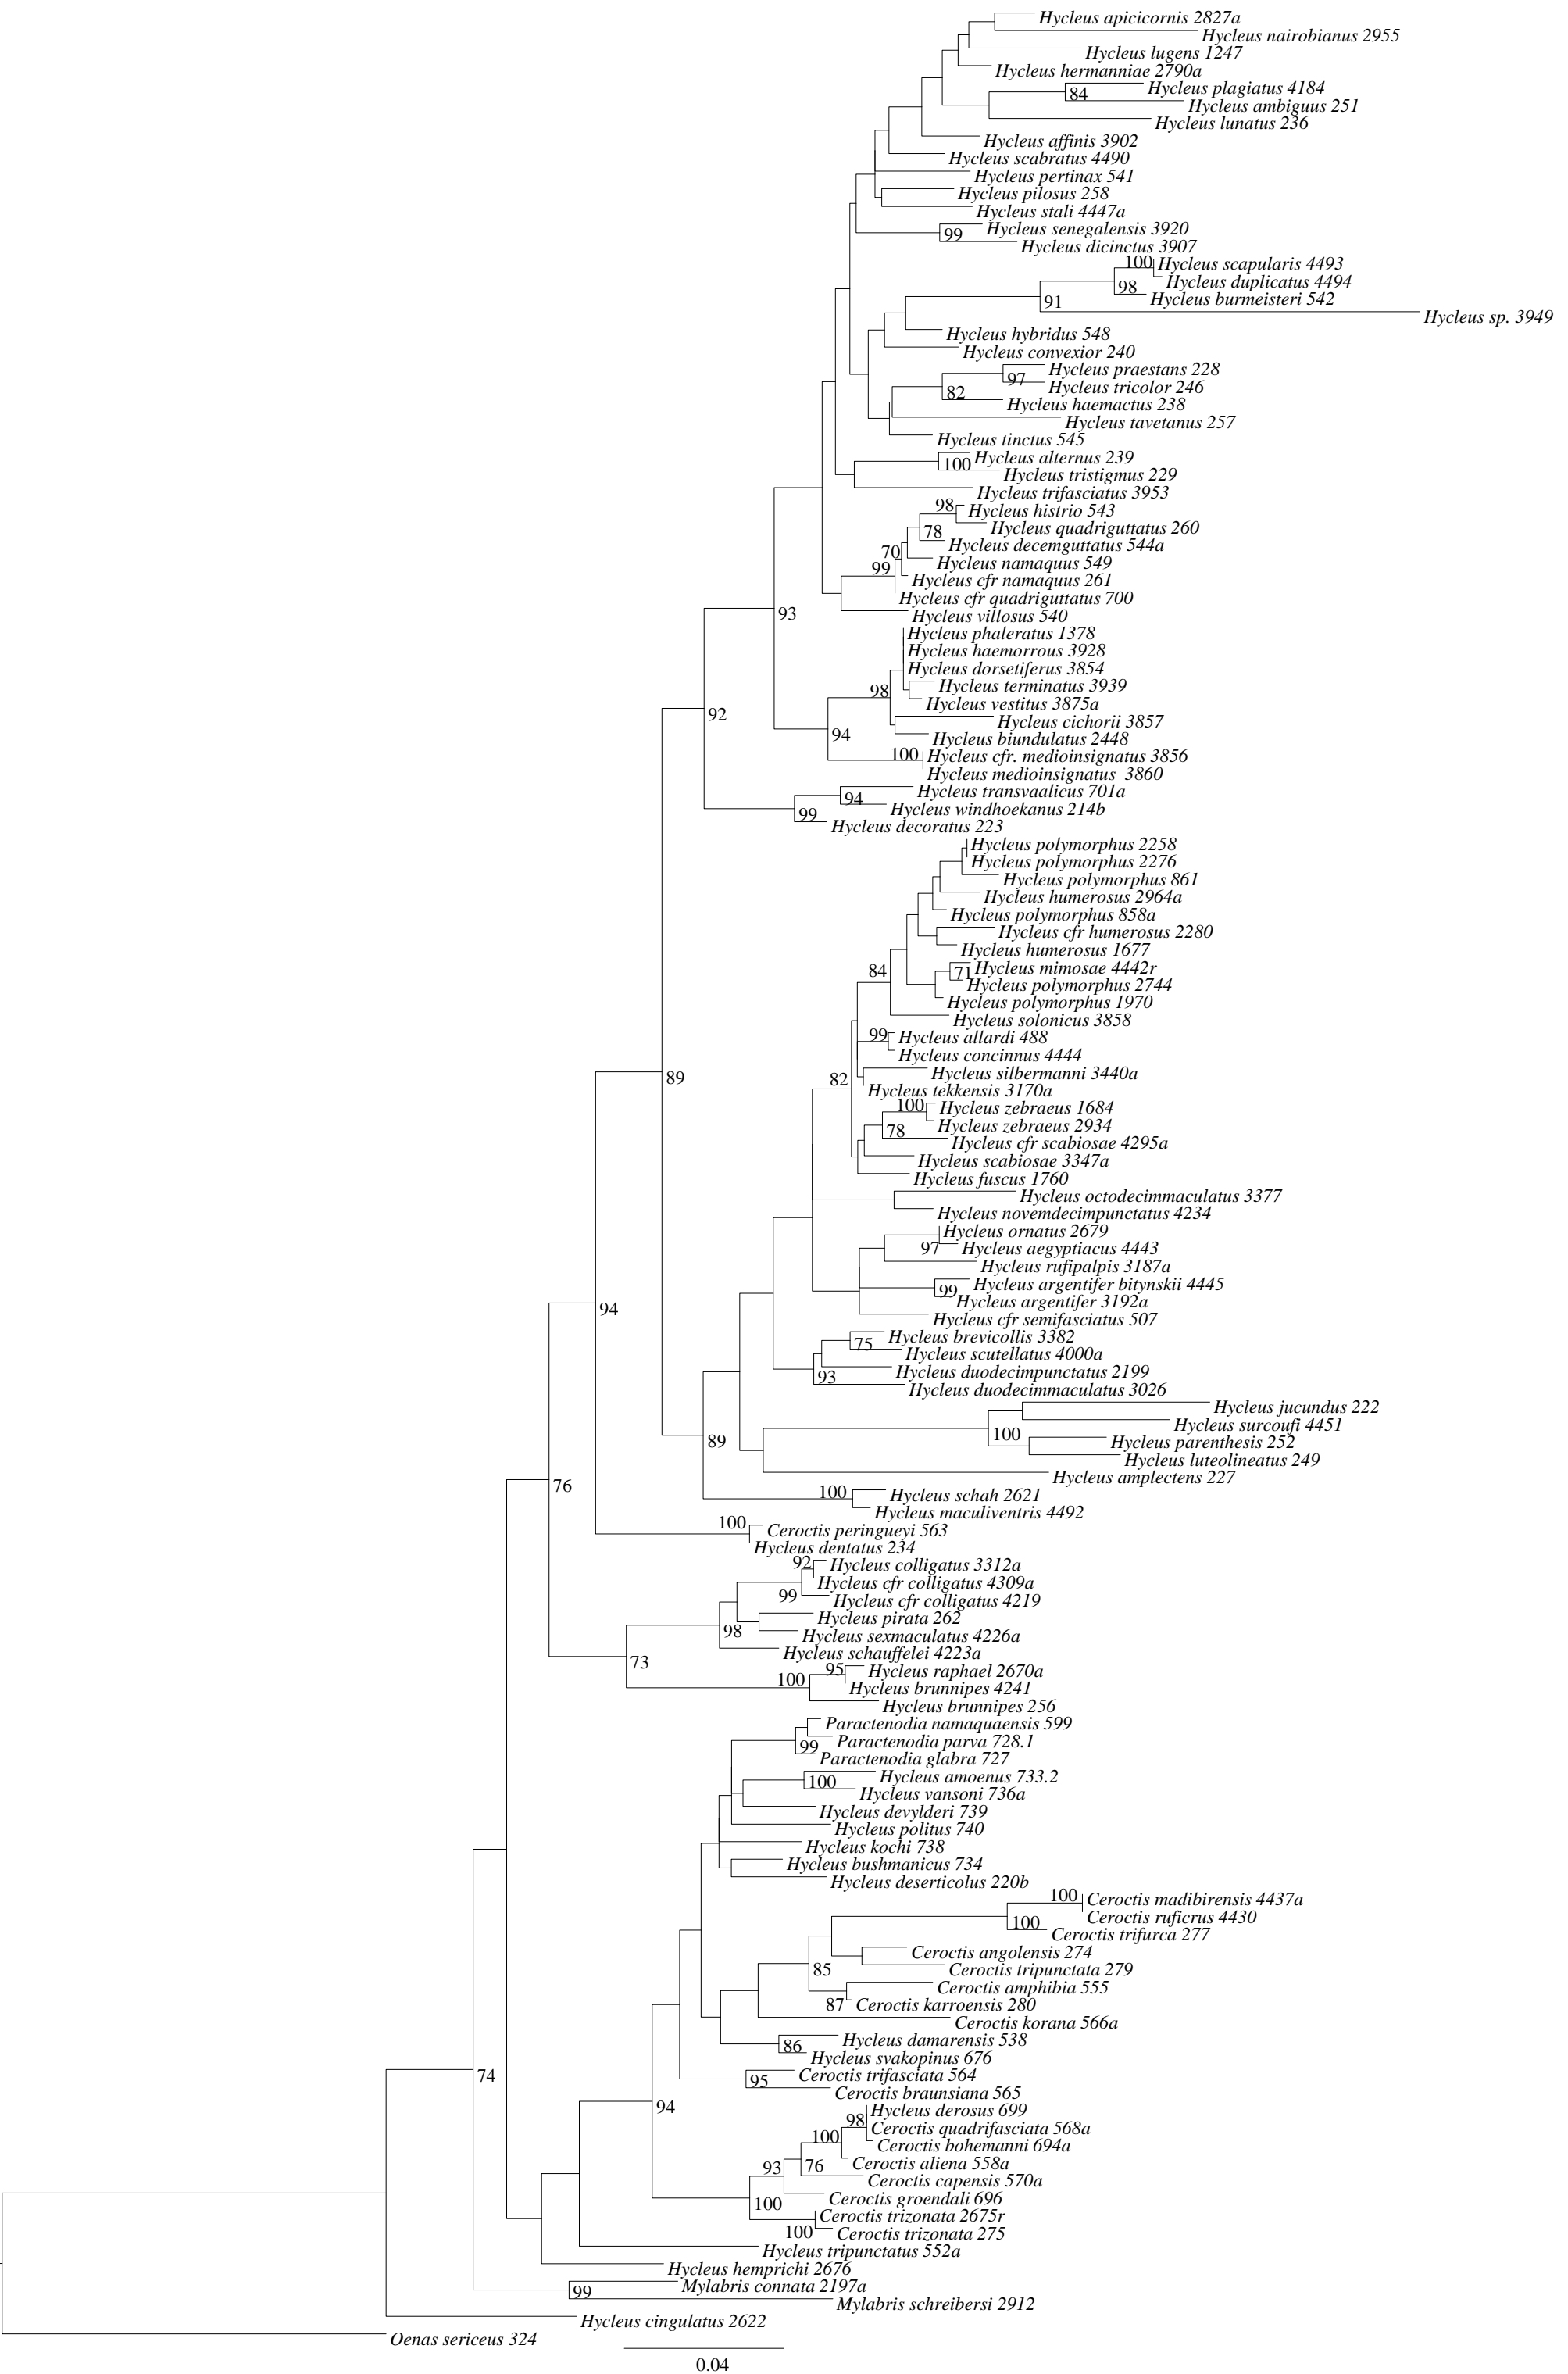 Hycleus apicicornis 2827a
Hycleus nairobianus 2955
Hycleus lugens 1247
Hycleus hermanniae 2790a
Hycleus plagiatus 4184
84
Hycleus ambiguus 251
Hycleus lunatus 236
Hycleus affinis 3902
Hycleus scabratus 4490
Hycleus pertinax 541
Hycleus pilosus 258
Hycleus stali 4447a
Hycleus senegalensis 3920
99
Hycleus dicinctus 3907
100
Hycleus scapularis 4493
Hycleus duplicatus 4494
98
Hycleus burmeisteri 542
91
Hycleus sp. 3949
Hycleus hybridus 548
Hycleus convexior 240
Hycleus praestans 228
97
Hycleus tricolor 246
82
Hycleus haemactus 238
Hycleus tavetanus 257
Hycleus tinctus 545
Hycleus alternus 239
100
Hycleus tristigmus 229
Hycleus trifasciatus 3953
98
Hycleus histrio 543
Hycleus quadriguttatus 260
78
Hycleus decemguttatus 544a
70
Hycleus namaquus 549
99
Hycleus cfr namaquus 261
Hycleus cfr quadriguttatus 700
93
Hycleus villosus 540
Hycleus phaleratus 1378
Hycleus haemorrous 3928
Hycleus dorsetiferus 3854
Hycleus terminatus 3939
98
Hycleus vestitus 3875a
92
Hycleus cichorii 3857
94
Hycleus biundulatus 2448
100
Hycleus cfr. medioinsignatus 3856
Hycleus medioinsignatus 3860
Hycleus transvaalicus 701a
94
Hycleus windhoekanus 214b
99
Hycleus decoratus 223
Hycleus polymorphus 2258
Hycleus polymorphus 2276
Hycleus polymorphus 861
Hycleus humerosus 2964a
Hycleus polymorphus 858a
Hycleus cfr humerosus 2280
Hycleus humerosus 1677
84
71
Hycleus mimosae 4442r
Hycleus polymorphus 2744
Hycleus polymorphus 1970
Hycleus solonicus 3858
99
Hycleus allardi 488
Hycleus concinnus 4444
89
82
Hycleus silbermanni 3440a
Hycleus tekkensis 3170a
100
Hycleus zebraeus 1684
Hycleus zebraeus 2934
78
Hycleus cfr scabiosae 4295a
Hycleus scabiosae 3347a
Hycleus fuscus 1760
Hycleus octodecimmaculatus 3377
Hycleus novemdecimpunctatus 4234
Hycleus ornatus 2679
97
Hycleus aegyptiacus 4443
Hycleus rufipalpis 3187a
Hycleus argentifer bitynskii 4445
99
Hycleus argentifer 3192a
94
Hycleus cfr semifasciatus 507
Hycleus brevicollis 3382
75
Hycleus scutellatus 4000a
Hycleus duodecimpunctatus 2199
93
Hycleus duodecimmaculatus 3026
Hycleus jucundus 222
Hycleus surcoufi 4451
100
89
Hycleus parenthesis 252
Hycleus luteolineatus 249
Hycleus amplectens 227
76
100
Hycleus schah 2621
Hycleus maculiventris 4492
100
Ceroctis peringueyi 563
Hycleus dentatus 234
92
Hycleus colligatus 3312a
Hycleus cfr colligatus 4309a
99
Hycleus cfr colligatus 4219
Hycleus pirata 262
98
Hycleus sexmaculatus 4226a
Hycleus schauffelei 4223a
73
95
Hycleus raphael 2670a
100
Hycleus brunnipes 4241
Hycleus brunnipes 256
Paractenodia namaquaensis 599
Paractenodia parva 728.1
99
Paractenodia glabra 727
Hycleus amoenus 733.2
100
Hycleus vansoni 736a
Hycleus devylderi 739
Hycleus politus 740
Hycleus kochi 738
Hycleus bushmanicus 734
Hycleus deserticolus 220b
100
Ceroctis madibirensis 4437a
Ceroctis ruficrus 4430
100
Ceroctis trifurca 277
Ceroctis angolensis 274
85
Ceroctis tripunctata 279
Ceroctis amphibia 555
87
Ceroctis karroensis 280
Ceroctis korana 566a
Hycleus damarensis 538
86
Hycleus svakopinus 676
74
Ceroctis trifasciata 564
95
Ceroctis braunsiana 565
94
Hycleus derosus 699
98
Ceroctis quadrifasciata 568a
100
Ceroctis bohemanni 694a
Ceroctis aliena 558a
93
76
Ceroctis capensis 570a
Ceroctis groendali 696
100
Ceroctis trizonata 2675r
100
Ceroctis trizonata 275
Hycleus tripunctatus 552a
Hycleus hemprichi 2676
Mylabris connata 2197a
99
Mylabris schreibersi 2912
Hycleus cingulatus 2622
Oenas sericeus 324
0.04